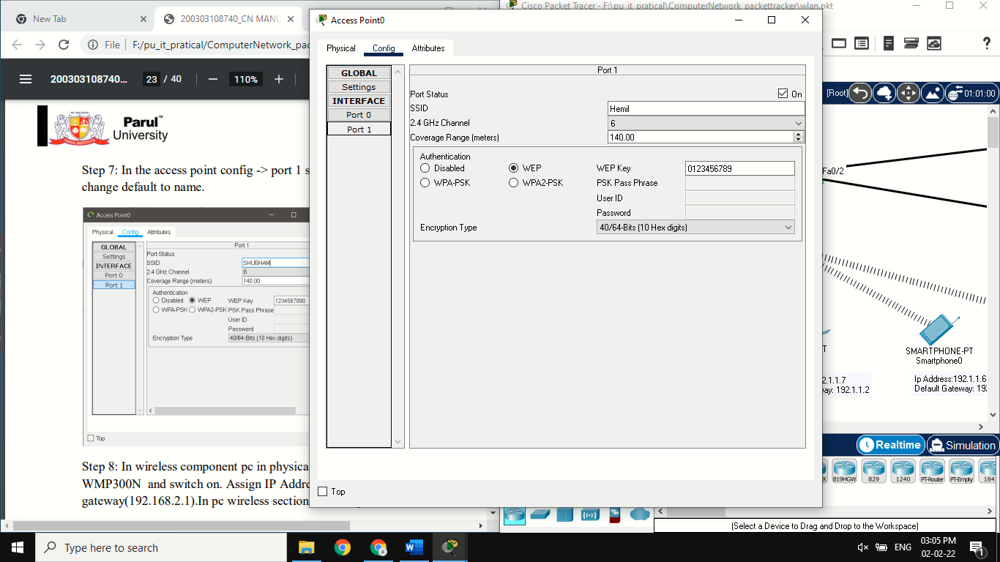 New Tab
200303108740_CN MANU
File
F:/pu_it_pratical/ComputerNetwork_pac
200303108740...
23 / 40
110%
Parul™
University
PARUL INSTITUTE
Step 7: In the access point config -> port 1 s
change default to name.
Access Point0
Physical Config Attributes
GLOBAL
Settings
INTERFACE
Port 0
Port 1
Port 1
Port Status
SSID SHUBHAM
2.4 GHz Channel 6
Coverage Range (meters) 140.00
Authentication
Disabled WEP WEP Key 1234567890
WPA-PSK WPA2-PSK PSK Pass Phrase
User ID
Password
Encryption Type 40/64-Bits (10 Hex digits)
Top
Step 8: In wireless component pc in physica
WMP300N and switch on. Assign IP Addre
gateway(192.168.2.1).In pc wireless section
Access Point0
Physical Config Attributes
GLOBAL
Settings
INTERFACE
Port 0
Port 1
Port 1
Port Status On
SSID Hemil
2.4 GHz Channel 6
Coverage Range (meters) 140.00
Authentication
Disabled WEP WEP Key 0123456789
WPA-PSK WPA2-PSK PSK Pass Phrase
User ID
Password
Encryption Type 40/64-Bits (10 Hex digits)
Top
Cisco Packet Tracer - F:\pu_it_pratical\ComputerNetwork_packettracker\wlan.pkt
?
[Root] 01:01:00
Fa0/2
T
SMARTPHONE-PT
Smartphone0
2.1.1.7
vay: 192.1.1.2
Ip Address:192.1.1.6
Default Gateway: 192
Realtime Simulation
X 819HGW 829 1240 PT-Router PT-Empty 184
(Select a Device to Drag and Drop to the Workspace)
Type here to search
ENG
03:05 PM
02-02-22
1